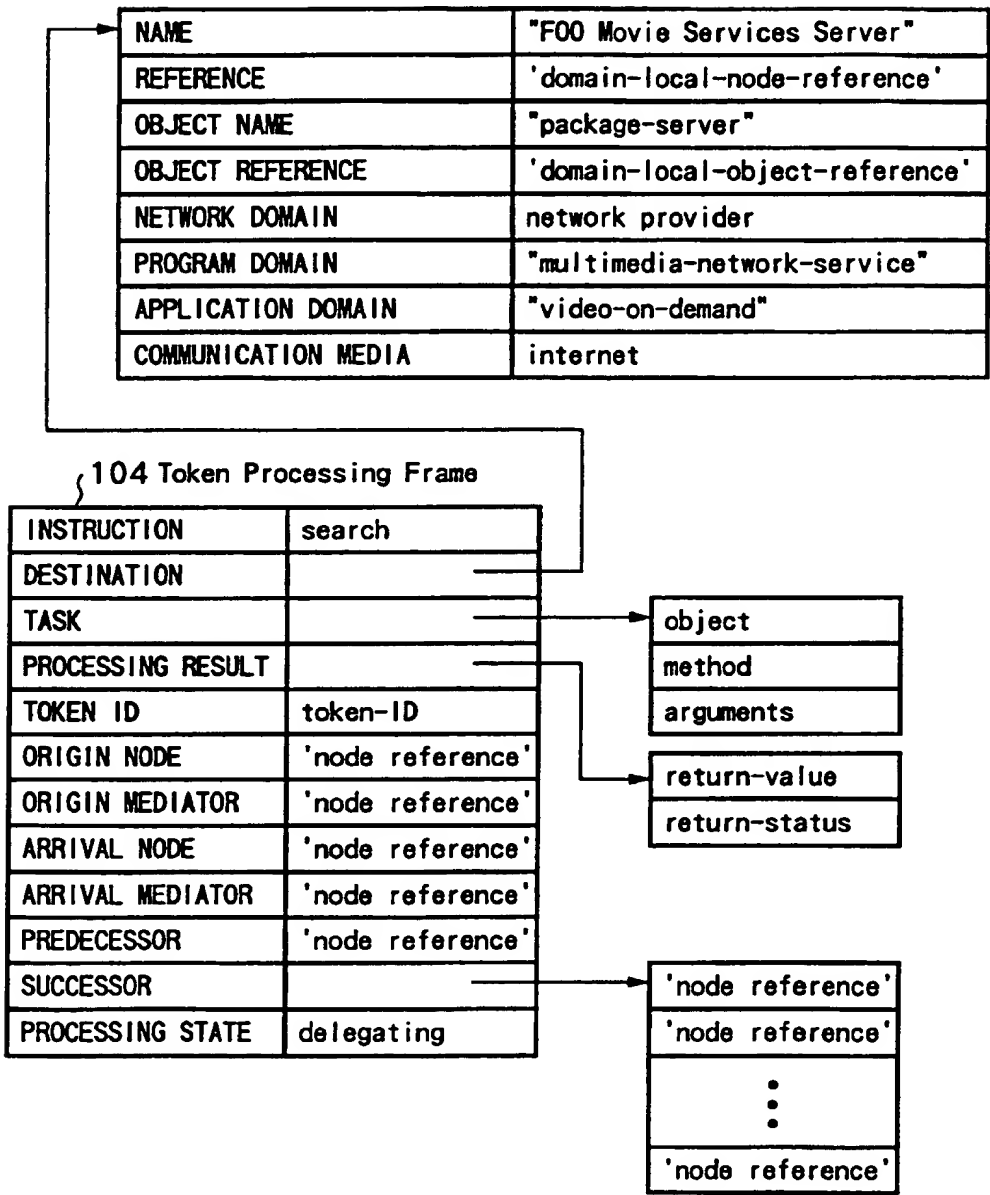 NAME "FOO Movie Services Server"
REFERENCE 'domain-local-node-reference'
OBJECT NAME "package-server"
OBJECT REFERENCE 'domain-local-object-reference'
NETWORK DOMAIN network provider
PROGRAM DOMAIN "multimedia-network-service"
APPLICATION DOMAIN "video-on-demand"
COMMUNICATION MEDIA internet
104 Token Processing Frame
INSTRUCTION search
DESTINATION
TASK
PROCESSING RESULT
TOKEN ID token-ID
ORIGIN NODE 'node reference'
ORIGIN MEDIATOR 'node reference'
ARRIVAL NODE 'node reference'
ARRIVAL MEDIATOR 'node reference'
PREDECESSOR 'node reference'
SUCCESSOR
PROCESSING STATE delegating
object
method
arguments
return-value
return-status
'node reference'
'node reference'
'node reference'